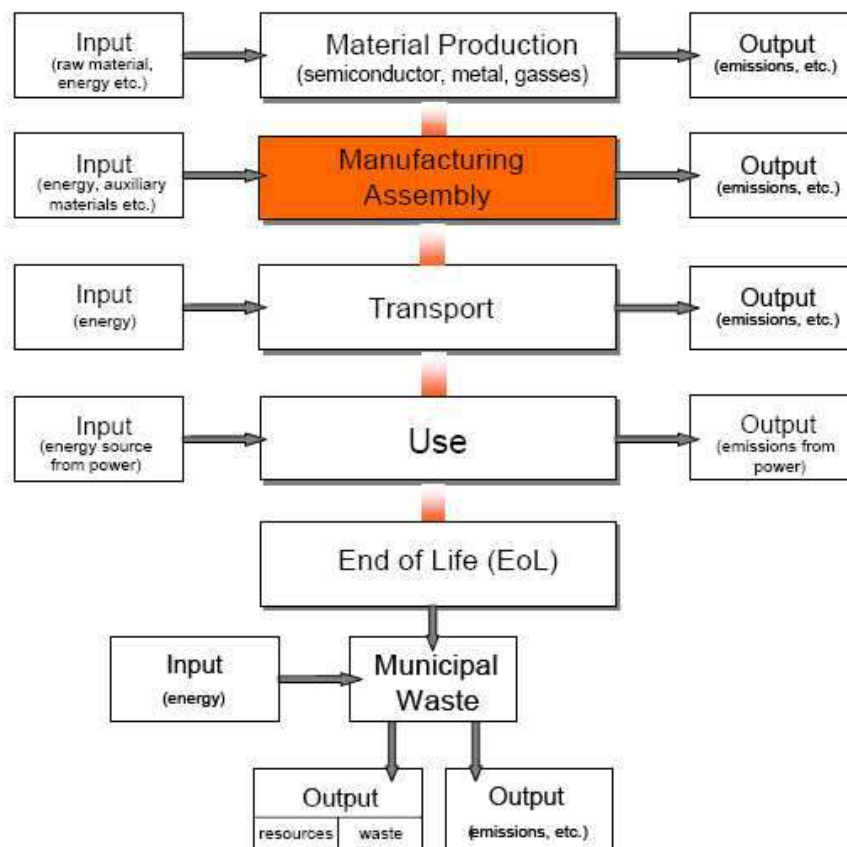 Input
(raw material,
energy etc.)
Material Production
(semiconductor, metal, gasses)
Output
(emissions, etc.)
Input
(energy, auxiliary
materials etc.)
Manufacturing
Assembly
Output
(emissions, etc.)
Input
(energy)
Transport
Output
(emissions, etc.)
Input
(energy source
from power)
Use
Output
(emissions from
power)
End of Life (EoL)
Input
(energy)
Municipal
Waste
Output
resources
waste
Output
(emissions, etc.)